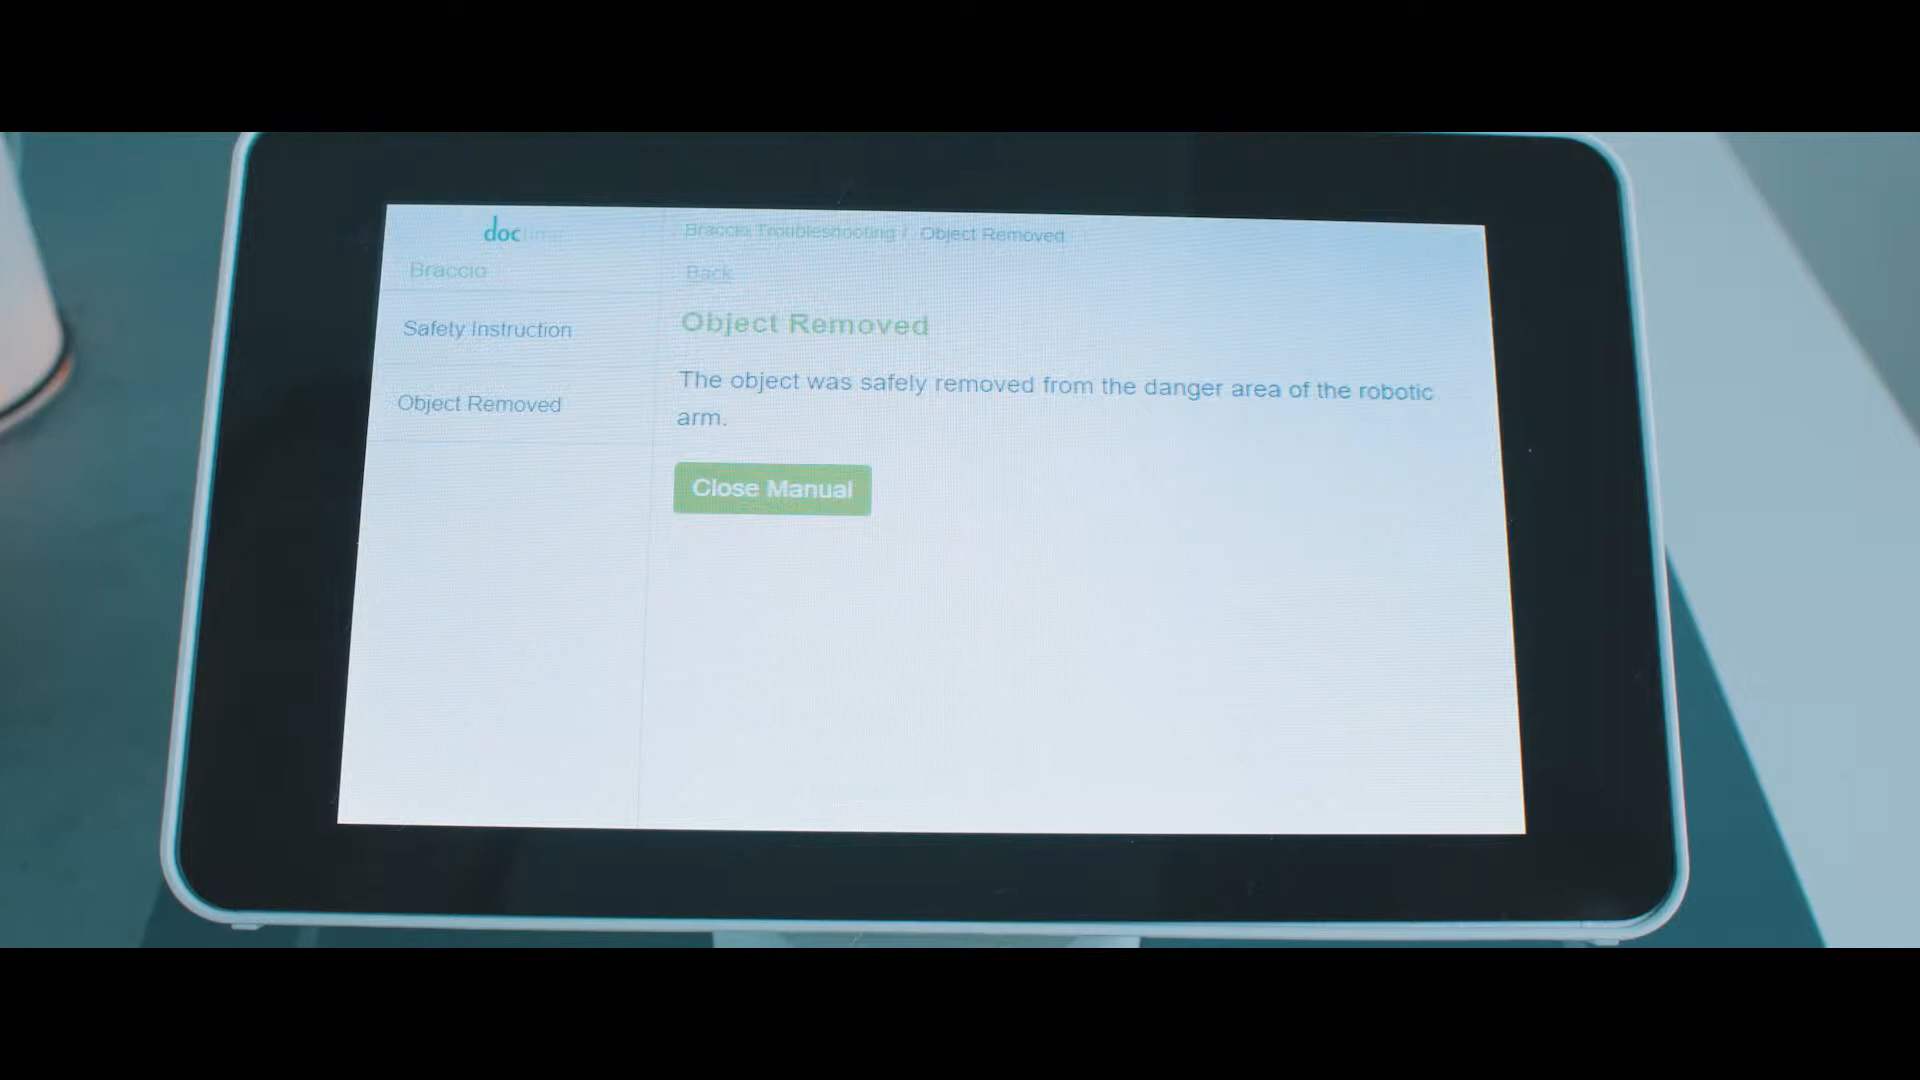 doctima
Braccio Troubleshooting / Object Removed
Braccio
Back
Safety Instruction
Object Removed
Object Removed
The object was safely removed from the danger area of the robotic
arm.
Close Manual